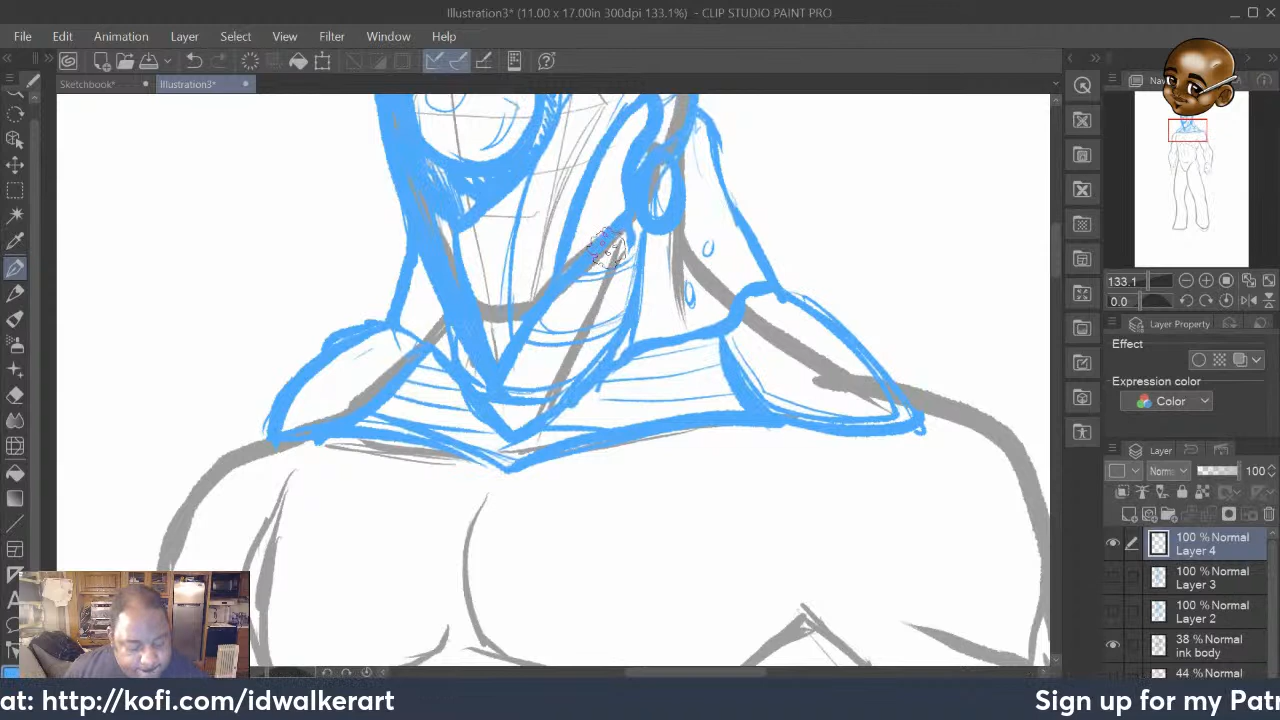 Illustration3* (11.00 x 17.00in 300dpi 133.1%) - CLIP STUDIO PAINT PRO
File Edit Animation Layer Select View Filter Window Help
Sketchbook* Illustration3*
133.1
0.0
Layer Property
Effect
Expression color
Color
Layer
Norm 100
100 % Normal
Layer 4
100 % Normal
Layer 3
100 % Normal
Layer 2
38 % Normal
ink body
44 % Normal
at: http://kofi.com/idwalkerart Sign up for my Patr